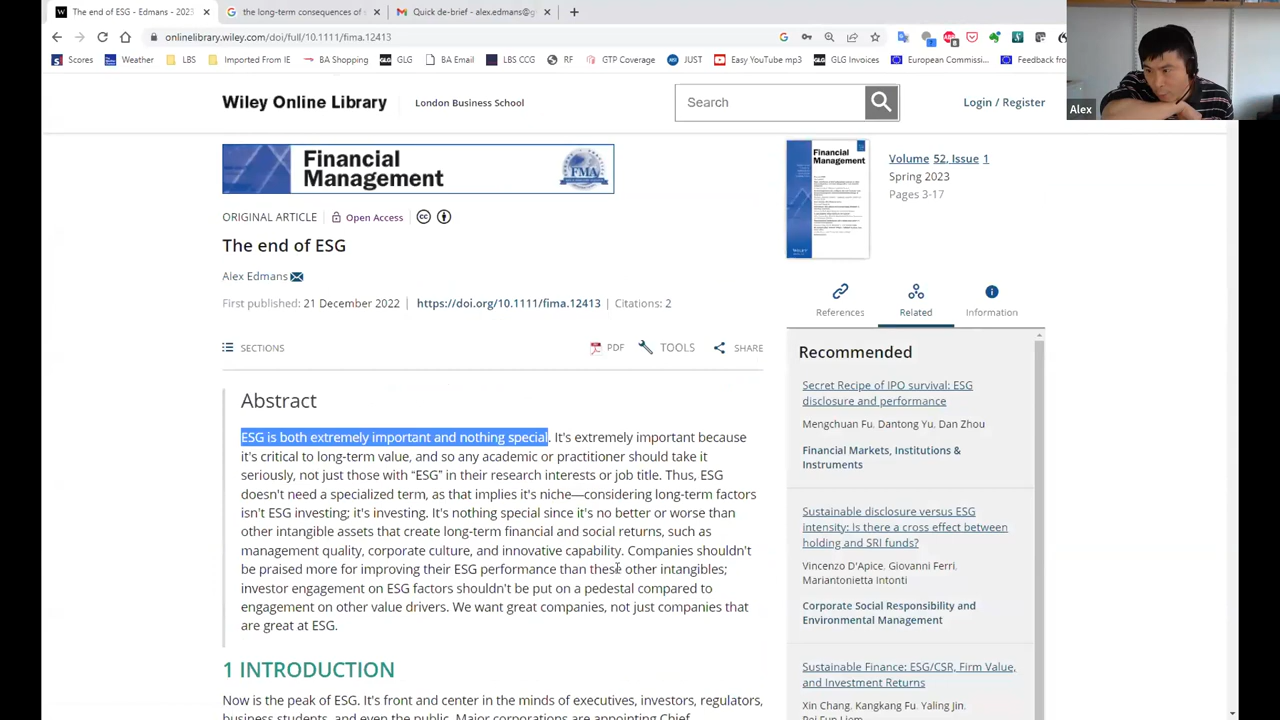 The end of ESG - Edmans - 2023
the long-term consequences of
Quick de-brief - alex.edmans@
onlinelibrary.wiley.com/doi/full/10.1111/fima.12413
Scores
Weather
LBS
Imported From IE
BA Shopping
GLG
BA Email
LBS CCG
RF
GTP Coverage
JUST
Easy YouTube mp3
GLG Invoices
European Commissi...
Feedback fro
Alex
Wiley Online Library
London Business School
Search
Login / Register
Financial
Management
FMA
Financial
Management
Volume 52, Issue 1
Spring 2023
Pages 3-17
ORIGINAL ARTICLE
Open Access
The end of ESG
Alex Edmans
First published: 21 December 2022 | https://doi.org/10.1111/fima.12413 | Citations: 2
References
Related
Information
SECTIONS
PDF
TOOLS
SHARE
Abstract
ESG is both extremely important and nothing special. It's extremely important because
it's critical to long-term value, and so any academic or practitioner should take it
seriously, not just those with “ESG” in their research interests or job title. Thus, ESG
doesn't need a specialized term, as that implies it's niche—considering long-term factors
isn't ESG investing; it's investing. It's nothing special since it's no better or worse than
other intangible assets that create long-term financial and social returns, such as
management quality, corporate culture, and innovative capability. Companies shouldn't
be praised more for improving their ESG performance than these other intangibles;
investor engagement on ESG factors shouldn't be put on a pedestal compared to
engagement on other value drivers. We want great companies, not just companies that
are great at ESG.
1 INTRODUCTION
Now is the peak of ESG. It's front and center in the minds of executives, investors, regulators,
business students, and even the public. Major corporations are appointing Chief
Recommended
Secret Recipe of IPO survival: ESG
disclosure and performance
Mengchuan Fu, Dantong Yu, Dan Zhou
Financial Markets, Institutions &
Instruments
Sustainable disclosure versus ESG
intensity: Is there a cross effect between
holding and SRI funds?
Vincenzo D'Apice, Giovanni Ferri,
Mariantonietta Intonti
Corporate Social Responsibility and
Environmental Management
Sustainable Finance: ESG/CSR, Firm Value,
and Investment Returns
Xin Chang, Kangkang Fu, Yaling Jin,